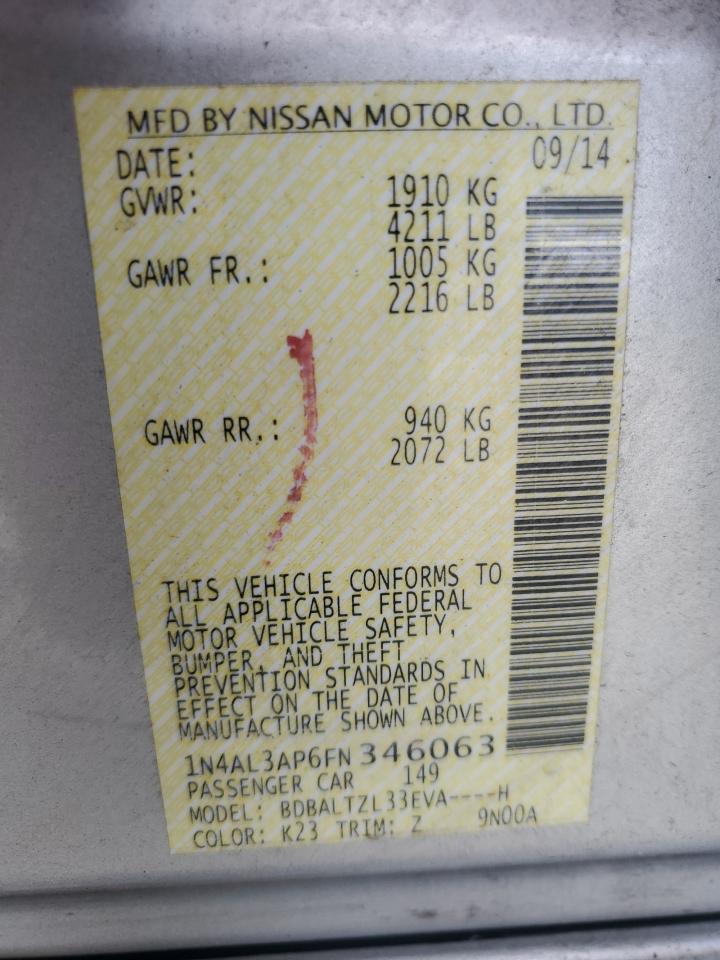 MFD BY NISSAN MOTOR CO., LTD.
DATE: 09/14
GVWR: 1910 KG
4211 LB
GAWR FR.: 1005 KG
2216 LB
GAWR RR.: 940 KG
2072 LB
THIS VEHICLE CONFORMS TO
ALL APPLICABLE FEDERAL
MOTOR VEHICLE SAFETY,
BUMPER, AND THEFT
PREVENTION STANDARDS IN
EFFECT ON THE DATE OF
MANUFACTURE SHOWN ABOVE.
1N4AL3AP6FN346063
PASSENGER CAR 149
MODEL: BDBALTZL33EVA----H
COLOR: K23 TRIM: Z 9N00A